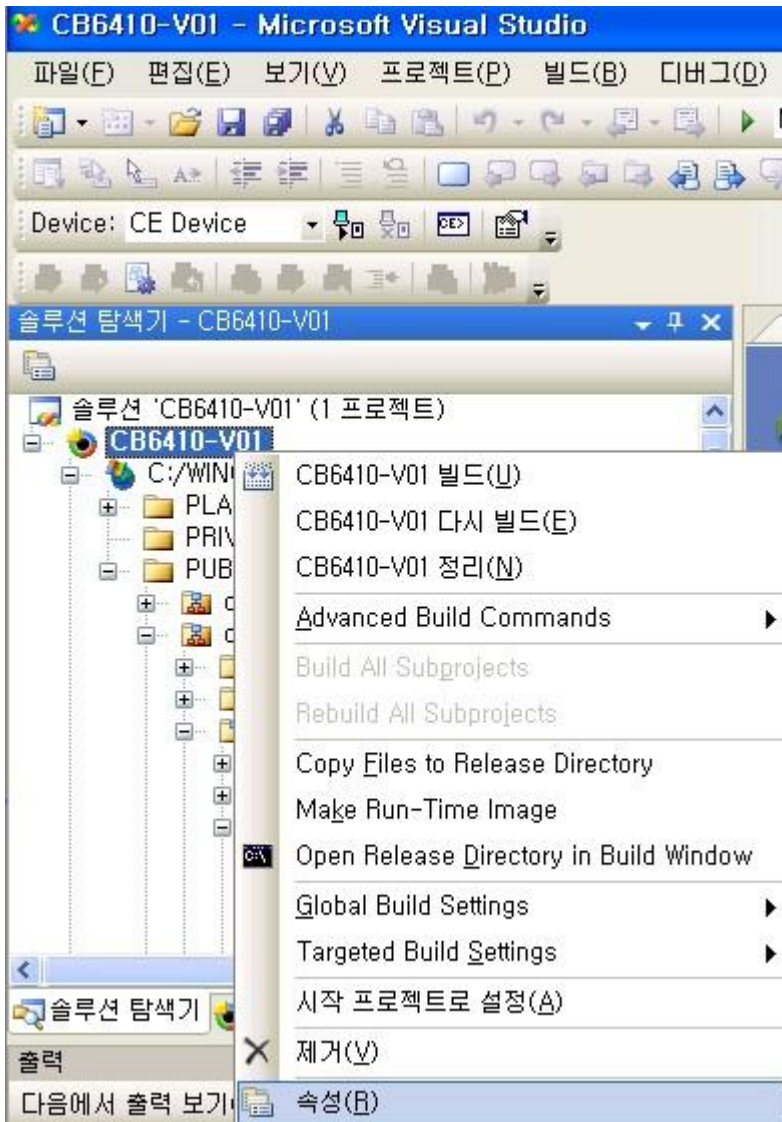 CB6410-V01 - Microsoft Visual Studio
파일(F) 편집(E) 보기(V) 프로젝트(P) 빌드(B) 디버그(D)
Device: CE Device
솔루션 탐색기 - CB6410-V01
솔루션 'CB6410-V01' (1 프로젝트)
CB6410-V01
C:/WIN
PLA
PRIV
PUB
CB6410-V01 빌드(U)
CB6410-V01 다시 빌드(E)
CB6410-V01 정리(N)
Advanced Build Commands
Build All Subprojects
Rebuild All Subprojects
Copy Files to Release Directory
Make Run-Time Image
Open Release Directory in Build Window
Global Build Settings
Targeted Build Settings
시작 프로젝트로 설정(A)
제거(V)
속성(R)
솔루션 탐색기
출력
다음에서 출력 보기